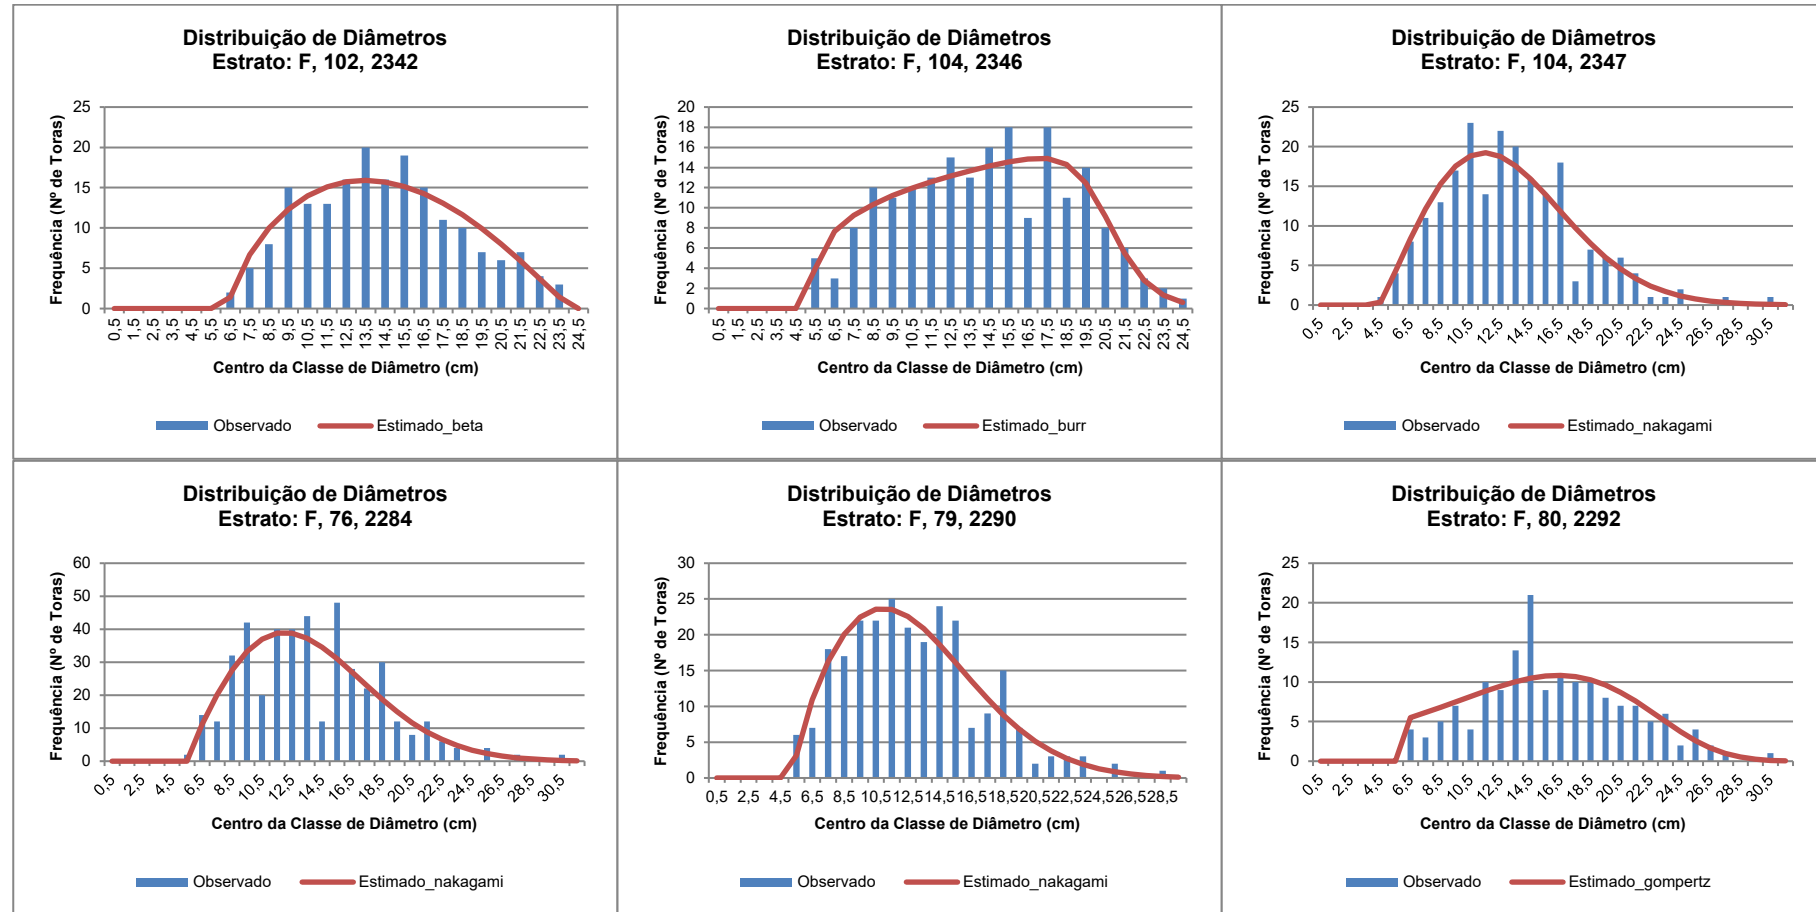 Distribuição de Diâmetros
Estrato: F, 102, 2342
Frequência (Nº de Toras)
25
20
15
10
5
0
0,5 1,5 2,5 3,5 4,5 5,5 6,5 7,5 8,5 9,5 10,5 11,5 12,5 13,5 14,5 15,5 16,5 17,5 18,5 19,5 20,5 21,5 22,5 23,5 24,5
Centro da Classe de Diâmetro (cm)
Observado Estimado_beta
Distribuição de Diâmetros
Estrato: F, 104, 2346
Frequência (Nº de Toras)
20
18
16
14
12
10
8
6
4
2
0
0,5 1,5 2,5 3,5 4,5 5,5 6,5 7,5 8,5 9,5 10,5 11,5 12,5 13,5 14,5 15,5 16,5 17,5 18,5 19,5 20,5 21,5 22,5 23,5 24,5
Centro da Classe de Diâmetro (cm)
Observado Estimado_burr
Distribuição de Diâmetros
Estrato: F, 104, 2347
Frequência (Nº de Toras)
25
20
15
10
5
0
0,5 2,5 4,5 6,5 8,5 10,5 12,5 14,5 16,5 18,5 20,5 22,5 24,5 26,5 28,5 30,5
Centro da Classe de Diâmetro (cm)
Observado Estimado_nakagami
Distribuição de Diâmetros
Estrato: F, 76, 2284
Frequência (Nº de Toras)
60
50
40
30
20
10
0
0,5 2,5 4,5 6,5 8,5 10,5 12,5 14,5 16,5 18,5 20,5 22,5 24,5 26,5 28,5 30,5
Centro da Classe de Diâmetro (cm)
Observado Estimado_nakagami
Distribuição de Diâmetros
Estrato: F, 79, 2290
Frequência (Nº de Toras)
30
25
20
15
10
5
0
0,5 2,5 4,5 6,5 8,5 10,5 12,5 14,5 16,5 18,5 20,5 22,5 24,5 26,5 28,5
Centro da Classe de Diâmetro (cm)
Observado Estimado_nakagami
Distribuição de Diâmetros
Estrato: F, 80, 2292
Frequência (Nº de Toras)
25
20
15
10
5
0
0,5 2,5 4,5 6,5 8,5 10,5 12,5 14,5 16,5 18,5 20,5 22,5 24,5 26,5 28,5 30,5
Centro da Classe de Diâmetro (cm)
Observado Estimado_gompertz